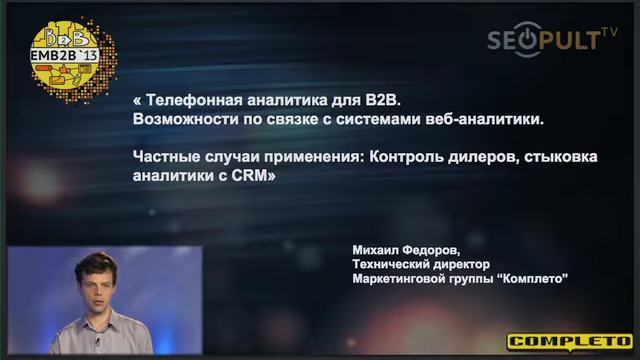 B2B
EMB2B`13
SEOPULT TV
« Телефонная аналитика для B2B.
Возможности по связке с системами веб-аналитики.
Частные случаи применения: Контроль дилеров, стыковка
аналитики с CRM»
Михаил Федоров,
Технический директор
Маркетинговой группы “Комплето”
COMPLETO